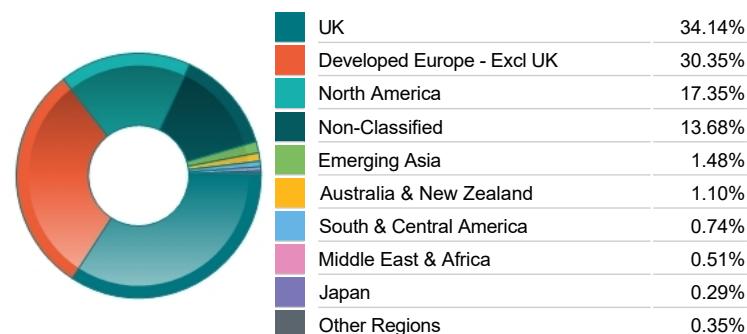 UK 34.14%
Developed Europe - Excl UK 30.35%
North America 17.35%
Non-Classified 13.68%
Emerging Asia 1.48%
Australia & New Zealand 1.10%
South & Central America 0.74%
Middle East & Africa 0.51%
Japan 0.29%
Other Regions 0.35%